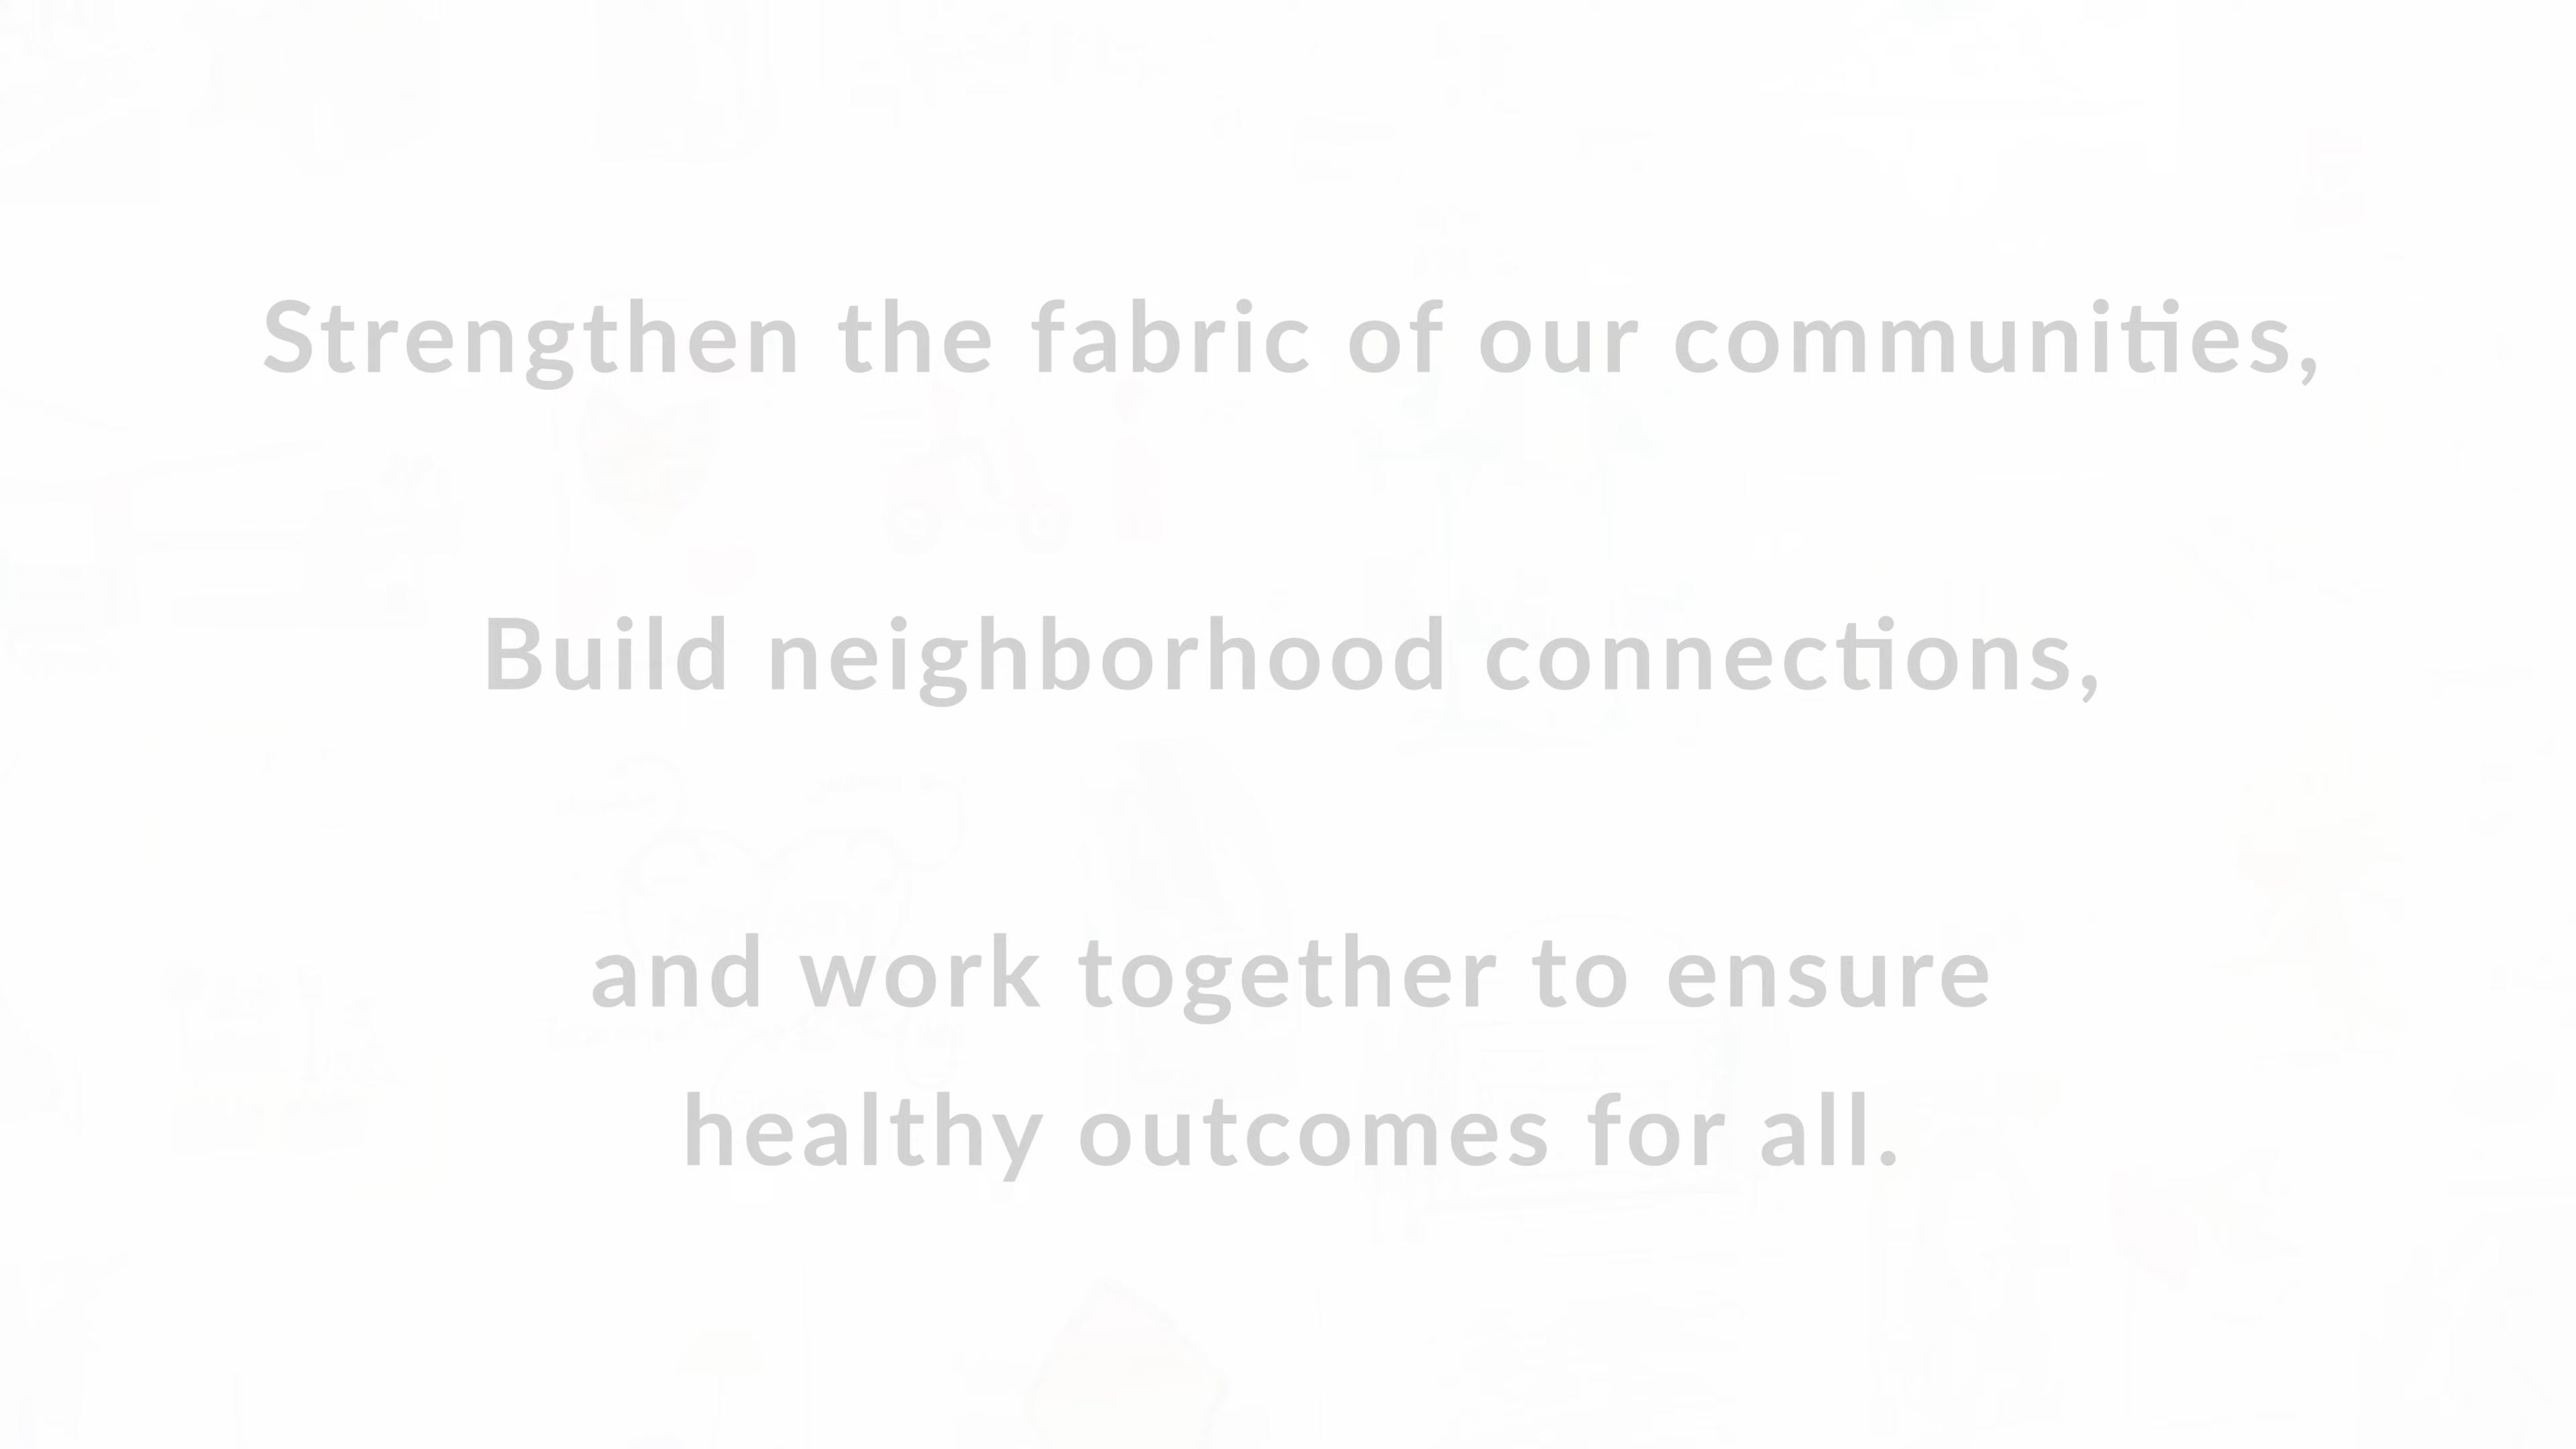 Strengthen the fabric of our communities,
Build neighborhood connections,
and work together to ensure
healthy outcomes for all.